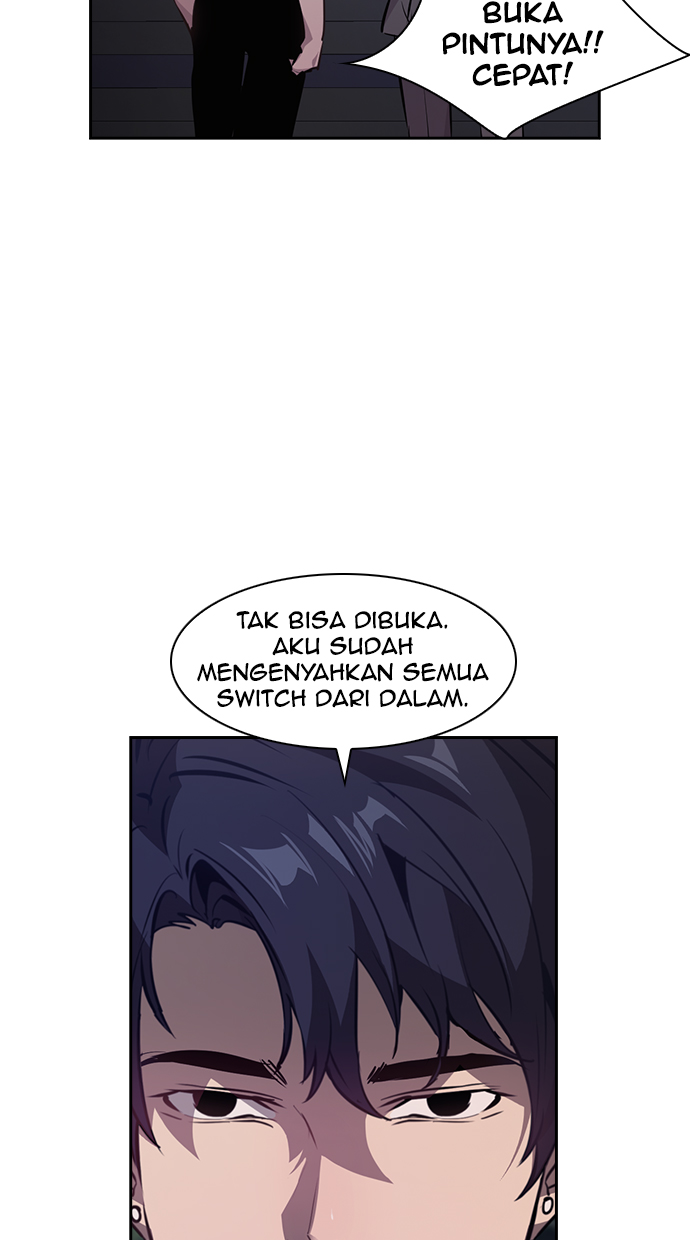 BUKA
PINTUNYA!!
CEPAT!
TAK BISA DIBUKA.
AKU SUDAH
MENGENYAHKAN SEMUA
SWITCH DARI DALAM.